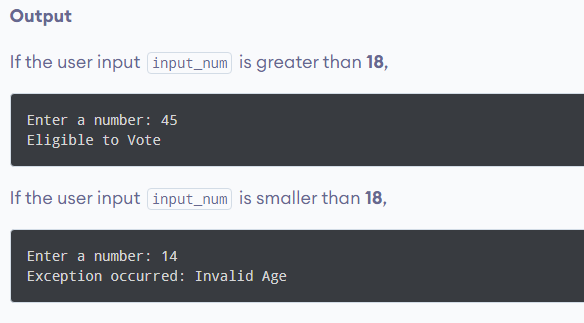 Output
If the user input input_num is greater than 18,
Enter a number: 45
Eligible to Vote
If the user input input_num is smaller than 18,
Enter a number: 14
Exception occurred: Invalid Age